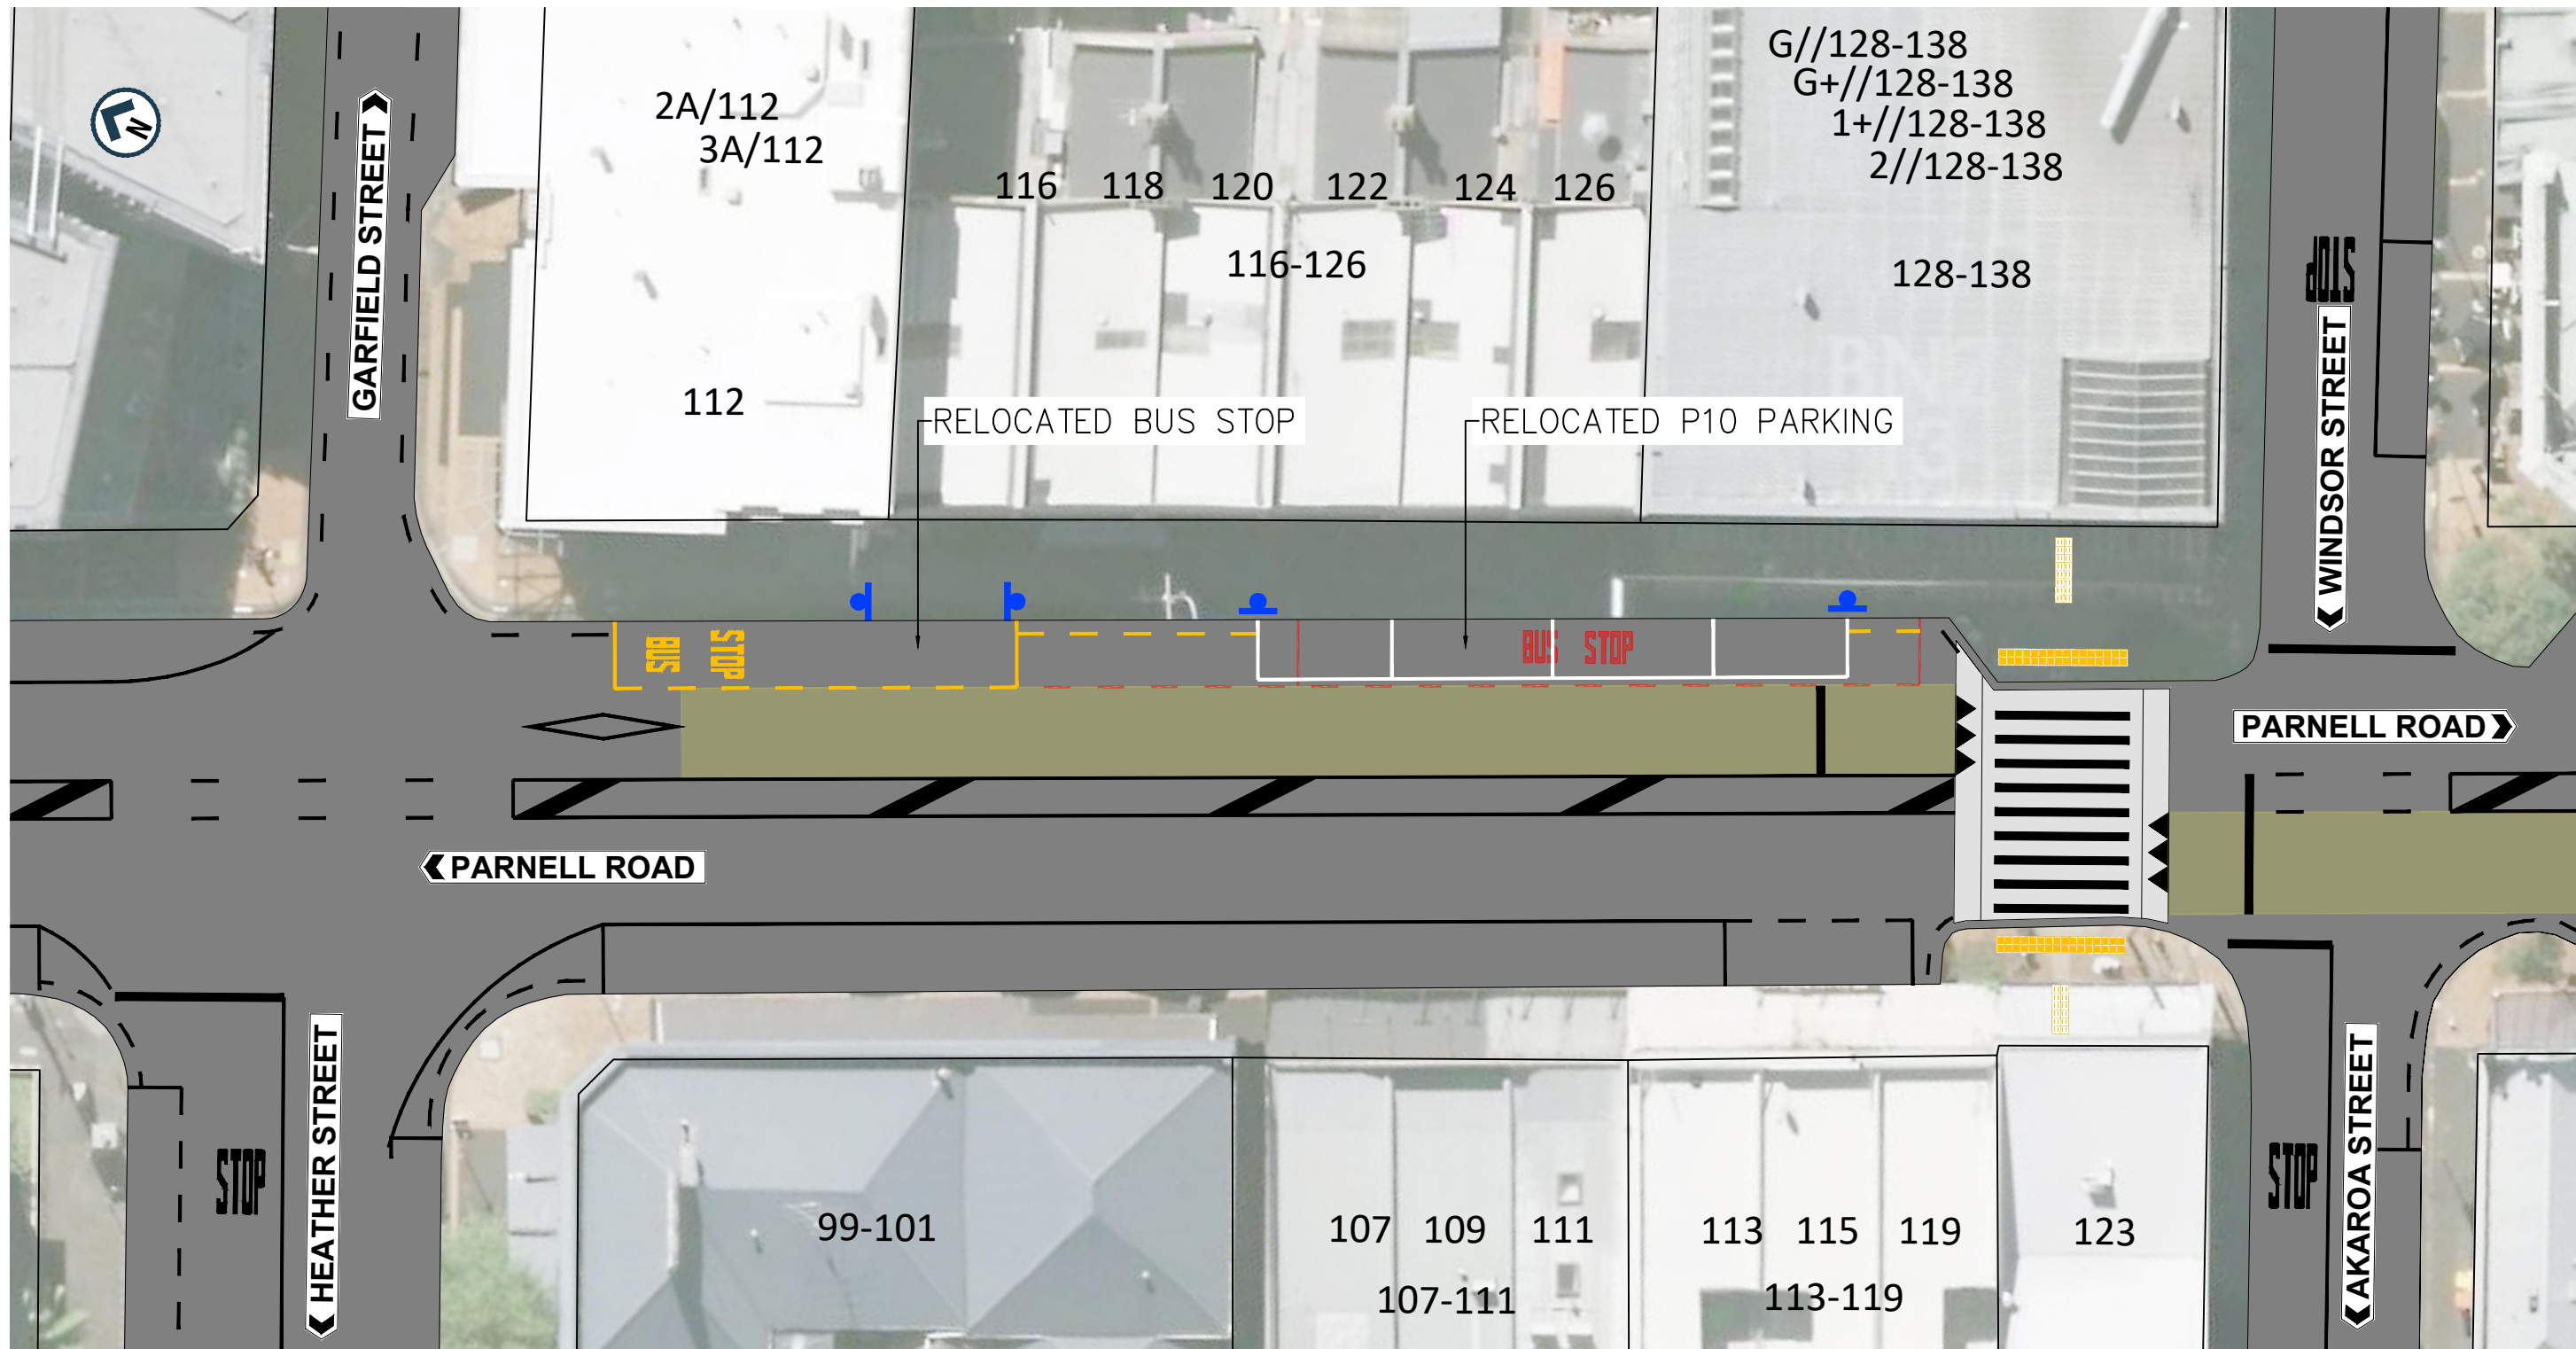 G//128-138
G+//128-138
1+//128-138
2//128-138
2A/112
3A/112
N
GARFIELD STREET
116 118 120 122 124 126
116-126
128-138
STOP
WINDSOR STREET
112
RELOCATED BUS STOP
RELOCATED P10 PARKING
BUS STOP
BUS STOP
PARNELL ROAD
PARNELL ROAD
HEATHER STREET
STOP
99-101
107 109 111
107-111
113 115 119
113-119
123
STOP
AKAROA STREET